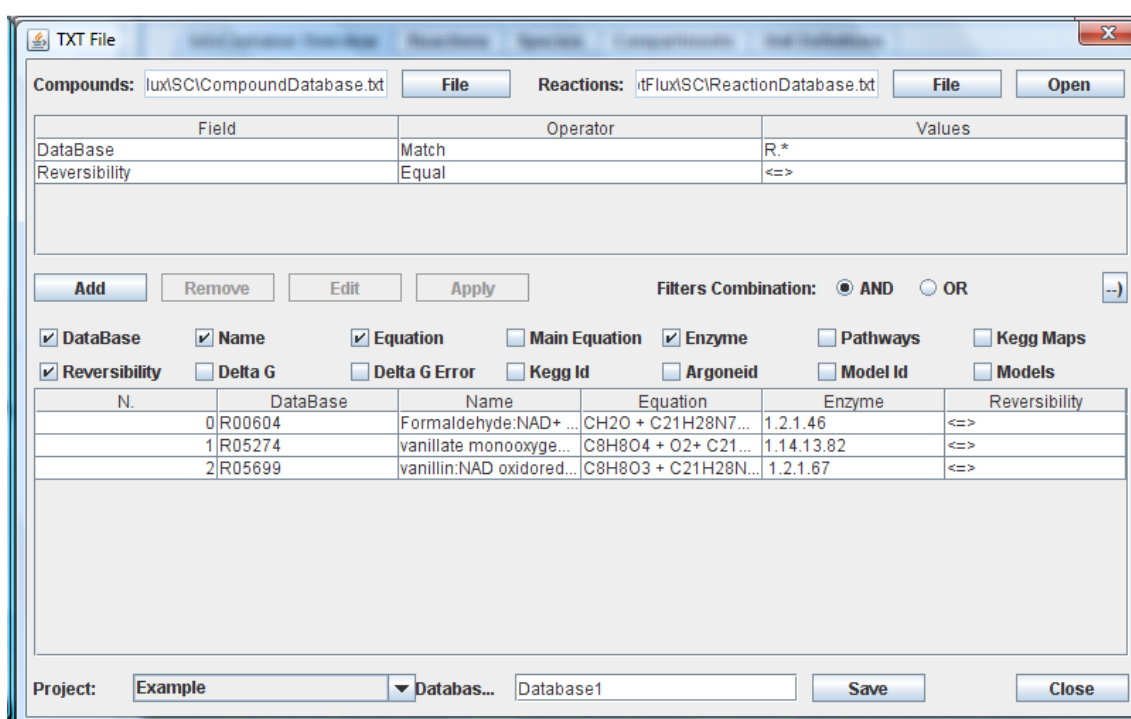 TXT File
Compounds: lux\SC\CompoundDatabase.txt File Reactions: tFlux\SC\ReactionDatabase.txt File Open
Field Operator Values
DataBase Match R.*
Reversibility Equal <=>
Add Remove Edit Apply Filters Combination: AND OR --)
DataBase Name Equation Main Equation Enzyme Pathways Kegg Maps
Reversibility Delta G Delta G Error Kegg Id Argoneid Model Id Models
N. DataBase Name Equation Enzyme Reversibility
0 R00604 Formaldehyde:NAD+ ... CH2O + C21H28N7... 1.2.1.46 <=>
1 R05274 vanillate monooxyge... C8H8O4 + O2+ C21... 1.14.13.82 <=>
2 R05699 vanillin:NAD oxidored... C8H8O3 + C21H28N... 1.2.1.67 <=>
Project: Example Databas... Database1 Save Close